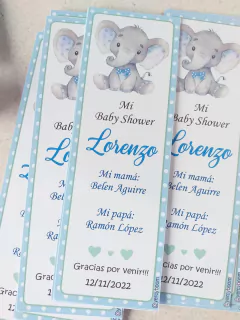 Mi
Baby Shower
Lorenzo
Mi mamá:
Belen Aguirre
Mi papá:
Ramón López
Gracias por venir!!!
12/11/2022